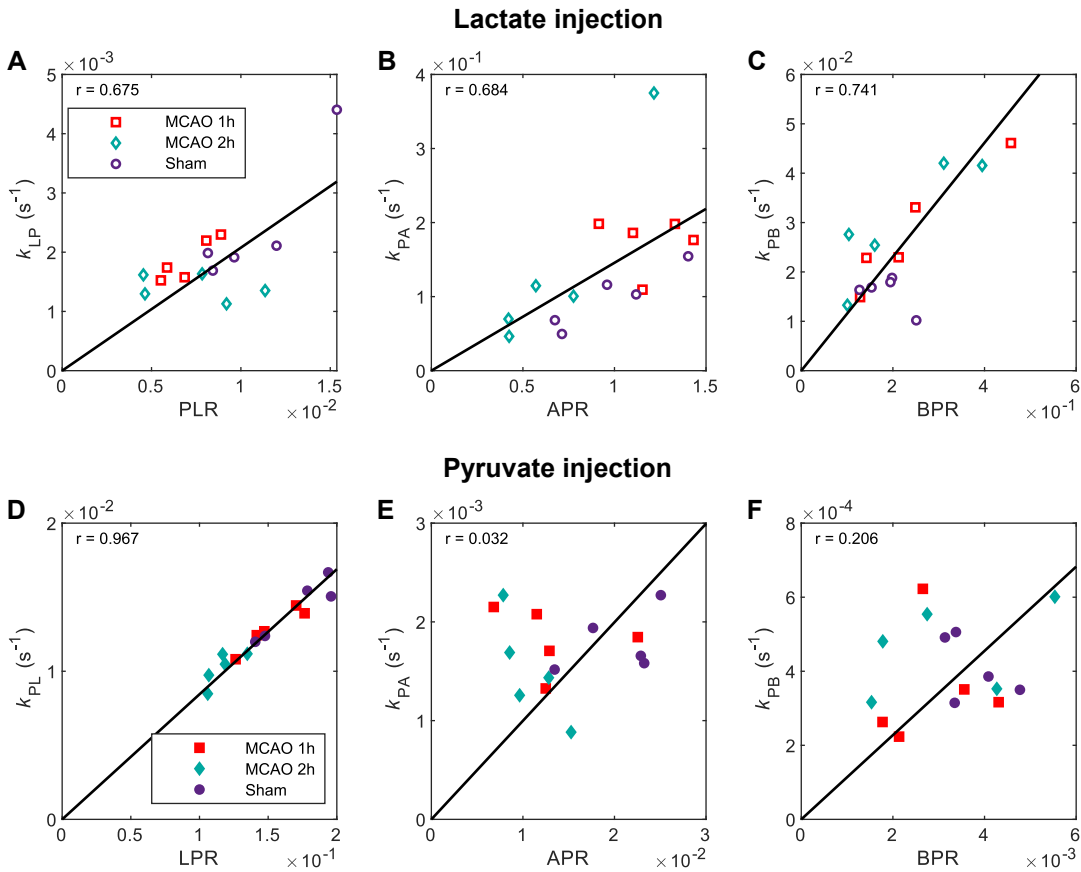 Lactate injection
A
× 10⁻³
r = 0.675
MCAO 1h
MCAO 2h
Sham
5
4
3
2
1
0
k_LP (s⁻¹)
0 0.5 1 1.5
PLR × 10⁻²
B
× 10⁻¹
r = 0.684
4
3
2
1
0
k_PA (s⁻¹)
0 0.5 1 1.5
APR × 10⁻²
C
× 10⁻²
r = 0.741
6
5
4
3
2
1
0
k_PB (s⁻¹)
0 2 4 6
BPR × 10⁻¹
Pyruvate injection
D
× 10⁻²
r = 0.967
2
1
0
k_PL (s⁻¹)
MCAO 1h
MCAO 2h
Sham
0 0.5 1 1.5 2
LPR × 10⁻¹
E
× 10⁻³
r = 0.032
3
2
1
0
k_PA (s⁻¹)
0 1 2 3
APR × 10⁻²
F
× 10⁻⁴
r = 0.206
8
6
4
2
0
k_PB (s⁻¹)
0 2 4 6
BPR × 10⁻³